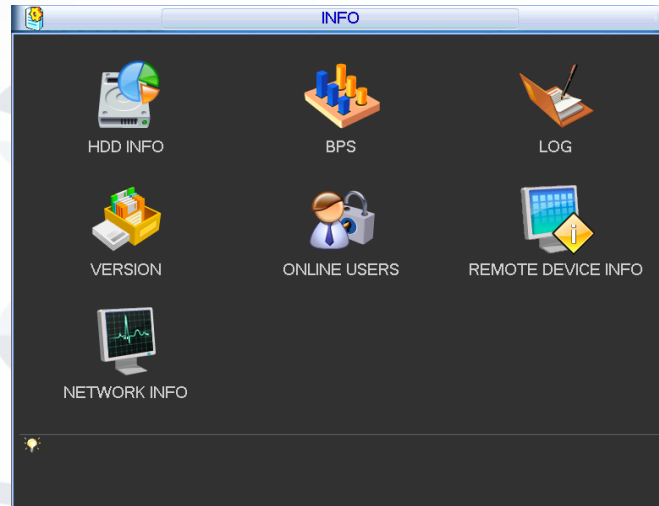 INFO
HDD INFO
BPS
LOG
VERSION
ONLINE USERS
REMOTE DEVICE INFO
NETWORK INFO